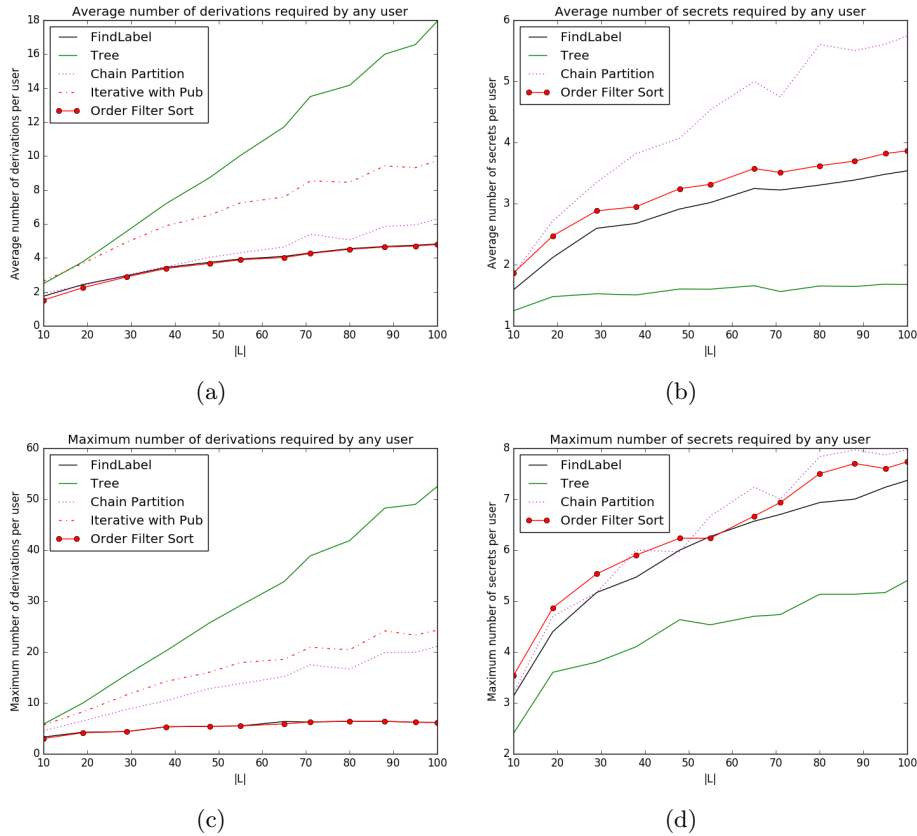 Average number of derivations required by any user
Average number of derivations per user
18
16
14
12
10
8
6
4
2
0
FindLabel
Tree
Chain Partition
Iterative with Pub
Order Filter Sort
10 20 30 40 50 60 70 80 90 100
|L|
(a)
Average number of secrets required by any user
Average number of secrets per user
6
5
4
3
2
1
FindLabel
Tree
Chain Partition
Order Filter Sort
10 20 30 40 50 60 70 80 90 100
|L|
(b)
Maximum number of derivations required by any user
Maximum number of derivations per user
60
50
40
30
20
10
0
FindLabel
Tree
Chain Partition
Iterative with Pub
Order Filter Sort
10 20 30 40 50 60 70 80 90 100
|L|
(c)
Maximum number of secrets required by any user
Maximum number of secrets per user
8
7
6
5
4
3
2
FindLabel
Tree
Chain Partition
Order Filter Sort
10 20 30 40 50 60 70 80 90 100
|L|
(d)